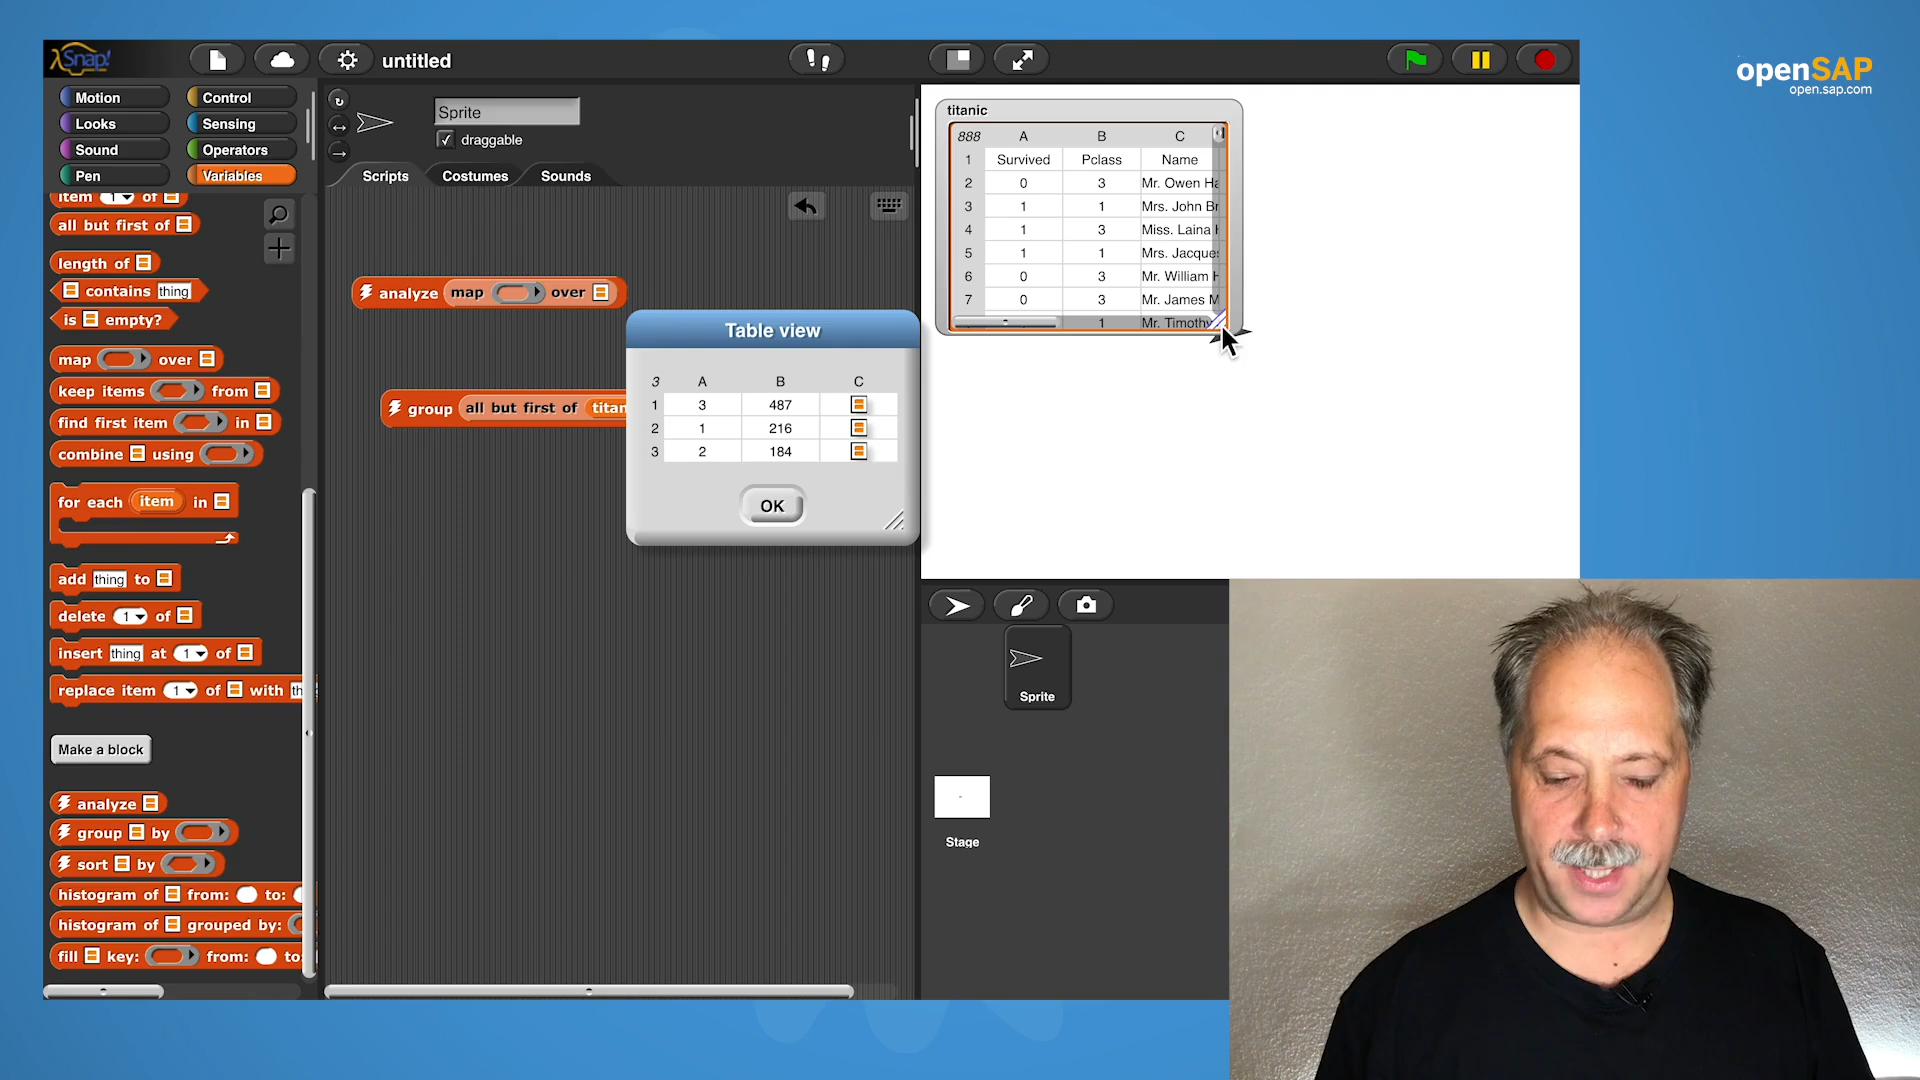 λSnap!
untitled
openSAP
open.sap.com
Motion
Control
Looks
Sensing
Sound
Operators
Pen
Variables
Sprite
draggable
Scripts
Costumes
Sounds
item 1 of
all but first of
length of
contains thing
is empty?
map over
keep items from
find first item in
combine using
for each item in
add thing to
delete 1 of
insert thing at 1 of
replace item 1 of with
Make a block
analyze
group by
sort by
histogram of from: to:
histogram of grouped by:
fill key: from: to
analyze map over
group all but first of
Table view
3 A B C
1 3 487
2 1 216
3 2 184
OK
titanic
888 A B C
1 Survived Pclass Name
2 0 3 Mr. Owen
3 1 1 Mrs. John
4 1 3 Miss. Laina
5 1 1 Mrs. Jacques
6 0 3 Mr. William
7 0 3 Mr. James
1 Mr. Timothy
Sprite
Stage